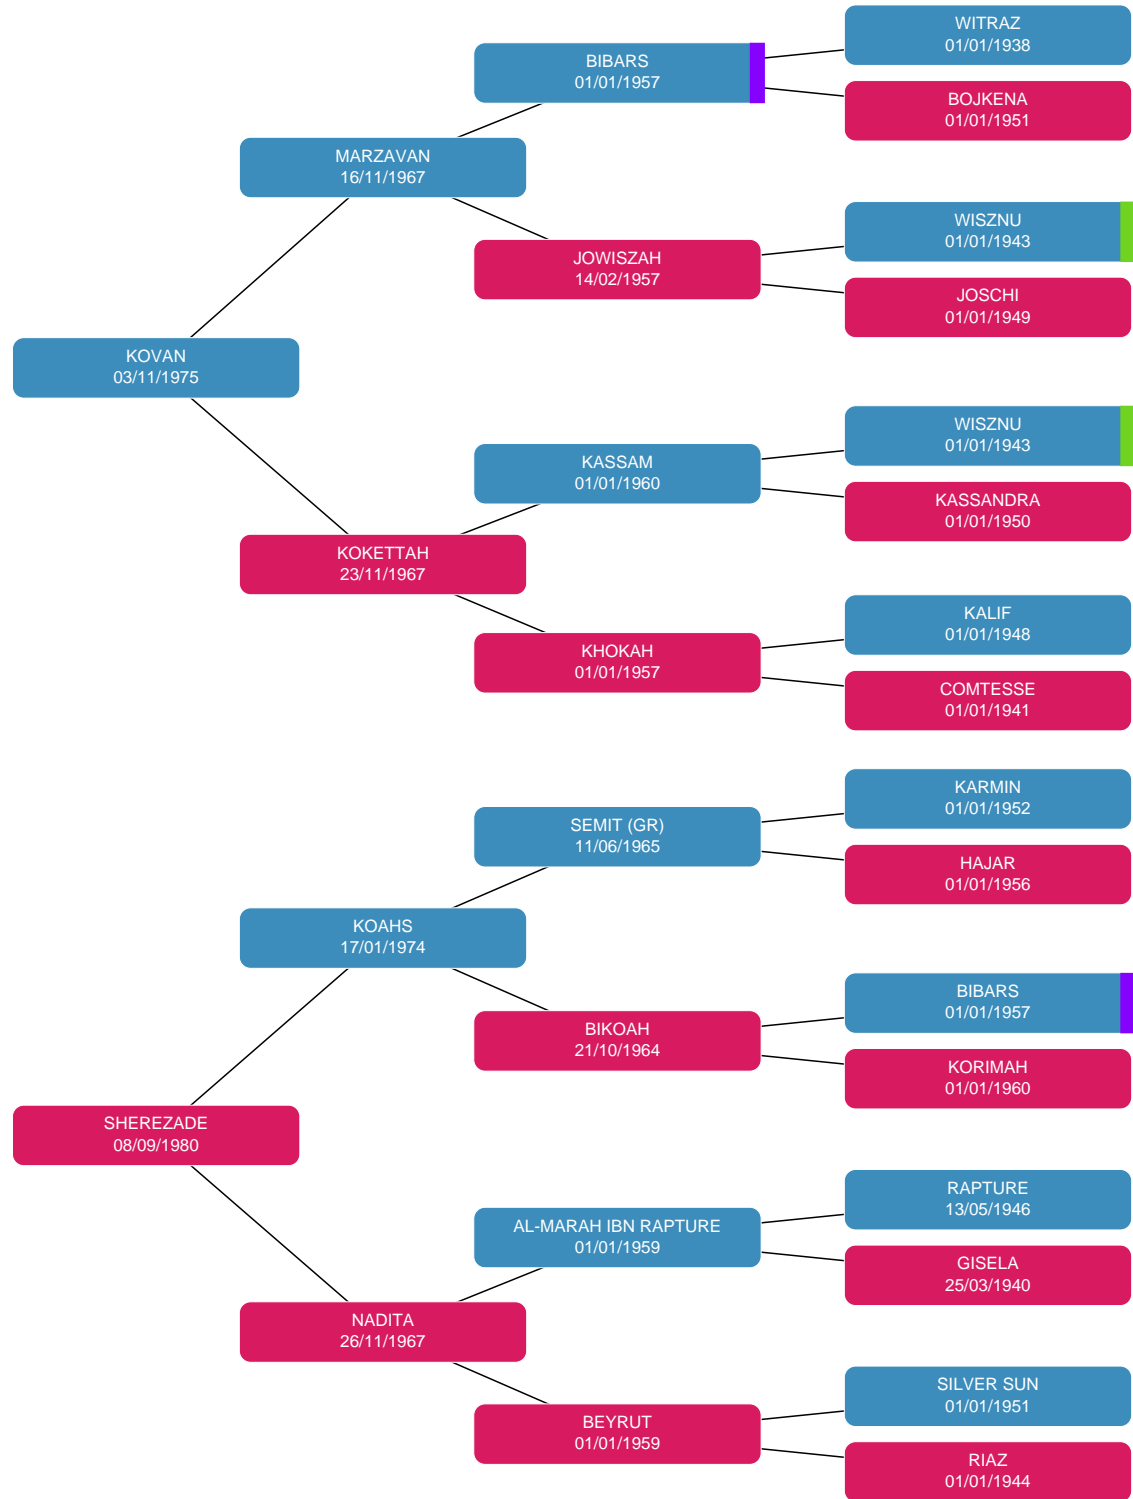 WITRAZ
01/01/1938
BIBARS
01/01/1957
BOJKENA
01/01/1951
MARZAVAN
16/11/1967
WISZNU
01/01/1943
JOWISZAH
14/02/1957
JOSCHI
01/01/1949
KOVAN
03/11/1975
WISZNU
01/01/1943
KASSAM
01/01/1960
KASSANDRA
01/01/1950
KOKETTAH
23/11/1967
KALIF
01/01/1948
KHOKAH
01/01/1957
COMTESSE
01/01/1941
KARMIN
01/01/1952
SEMIT (GR)
11/06/1965
HAJAR
01/01/1956
KOAHS
17/01/1974
BIBARS
01/01/1957
BIKOAH
21/10/1964
KORIMAH
01/01/1960
SHEREZADE
08/09/1980
RAPTURE
13/05/1946
AL-MARAH IBN RAPTURE
01/01/1959
GISELA
25/03/1940
NADITA
26/11/1967
SILVER SUN
01/01/1951
BEYRUT
01/01/1959
RIAZ
01/01/1944